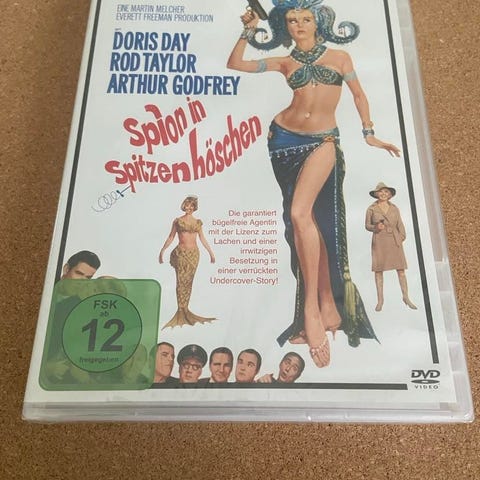 EINE MARTIN MELCHER
EVERETT FREEMAN PRODUKTION
DORIS DAY
ROD TAYLOR
ARTHUR GODFREY
Spion in
Spitzenhöschen
Die garantiert
bügelfreie Agentin
mit der Lizenz zum
Lachen und einer
irrwitzigen
Besetzung in
einer verrückten
Undercover-Story!
FSK
ab
12
freigegeben
DVD
VIDEO